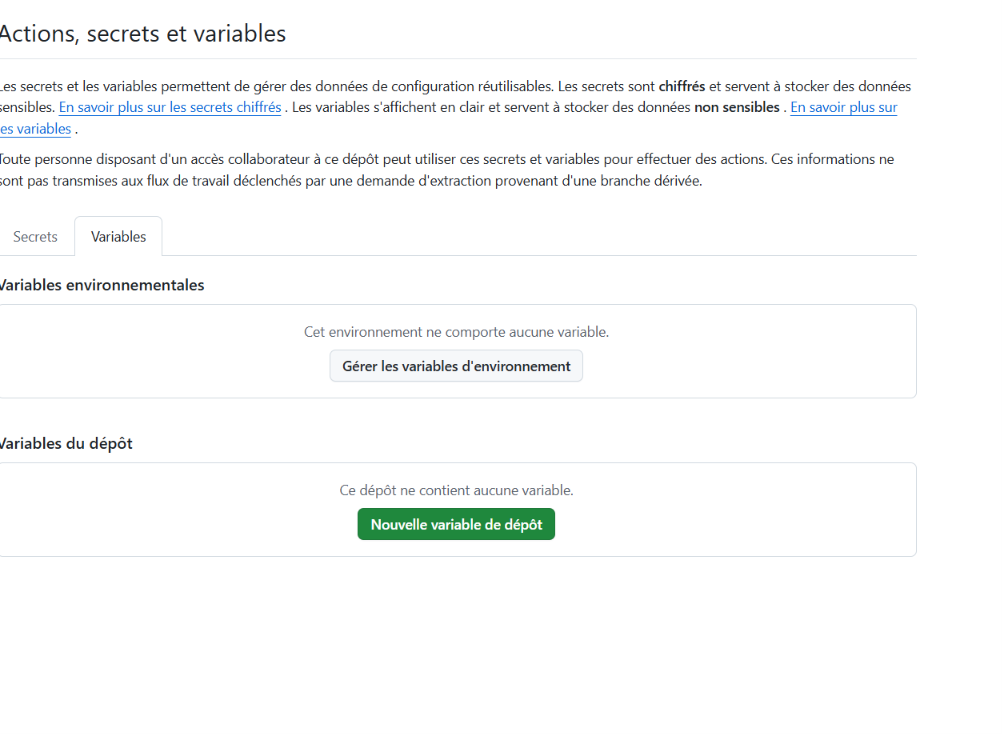 Actions, secrets et variables
Les secrets et les variables permettent de gérer des données de configuration réutilisables. Les secrets sont chiffrés et servent à stocker des données
sensibles. En savoir plus sur les secrets chiffrés . Les variables s'affichent en clair et servent à stocker des données non sensibles . En savoir plus sur
les variables .
Toute personne disposant d'un accès collaborateur à ce dépôt peut utiliser ces secrets et variables pour effectuer des actions. Ces informations ne
sont pas transmises aux flux de travail déclenchés par une demande d'extraction provenant d'une branche dérivée.
Secrets
Variables
Variables environnementales
Cet environnement ne comporte aucune variable.
Gérer les variables d'environnement
Variables du dépôt
Ce dépôt ne contient aucune variable.
Nouvelle variable de dépôt